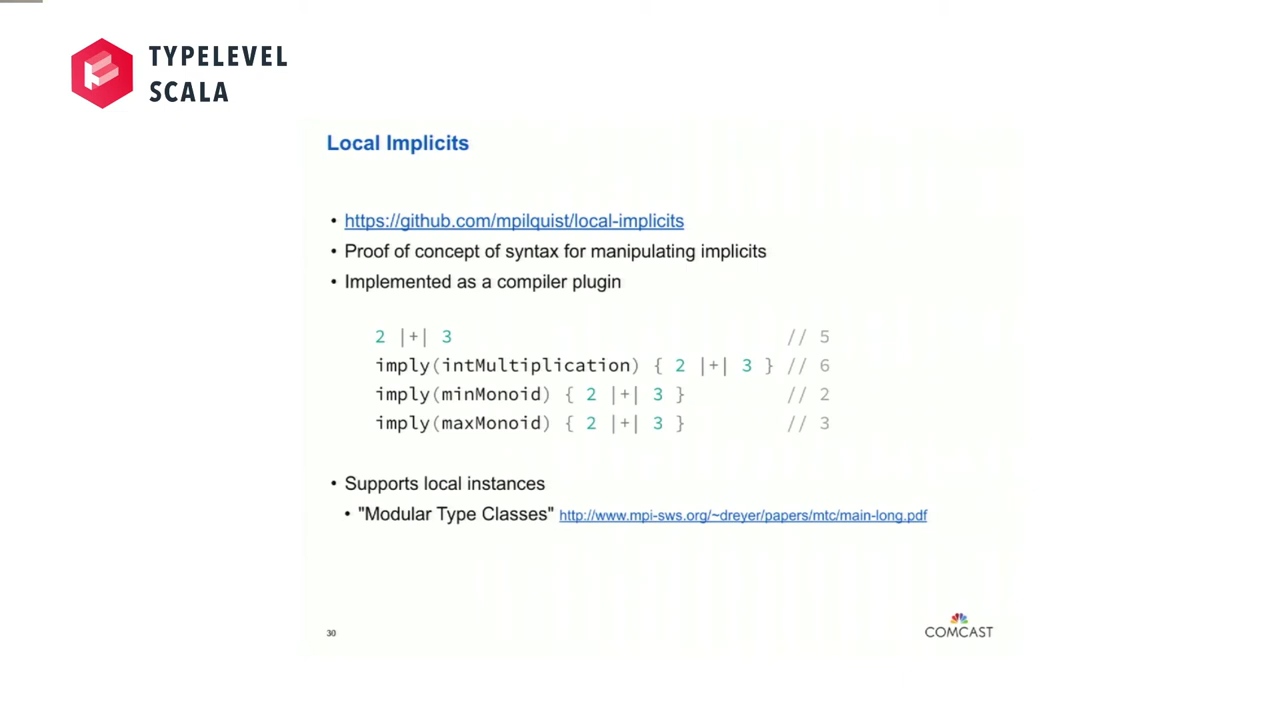 TYPELEVEL
SCALA
Local Implicits
• https://github.com/mpilquist/local-implicits
• Proof of concept of syntax for manipulating implicits
• Implemented as a compiler plugin
2 |+| 3 // 5
imply(intMultiplication) { 2 |+| 3 } // 6
imply(minMonoid) { 2 |+| 3 } // 2
imply(maxMonoid) { 2 |+| 3 } // 3
• Supports local instances
• "Modular Type Classes" http://www.mpi-sws.org/~dreyer/papers/mtc/main-long.pdf
30
COMCAST